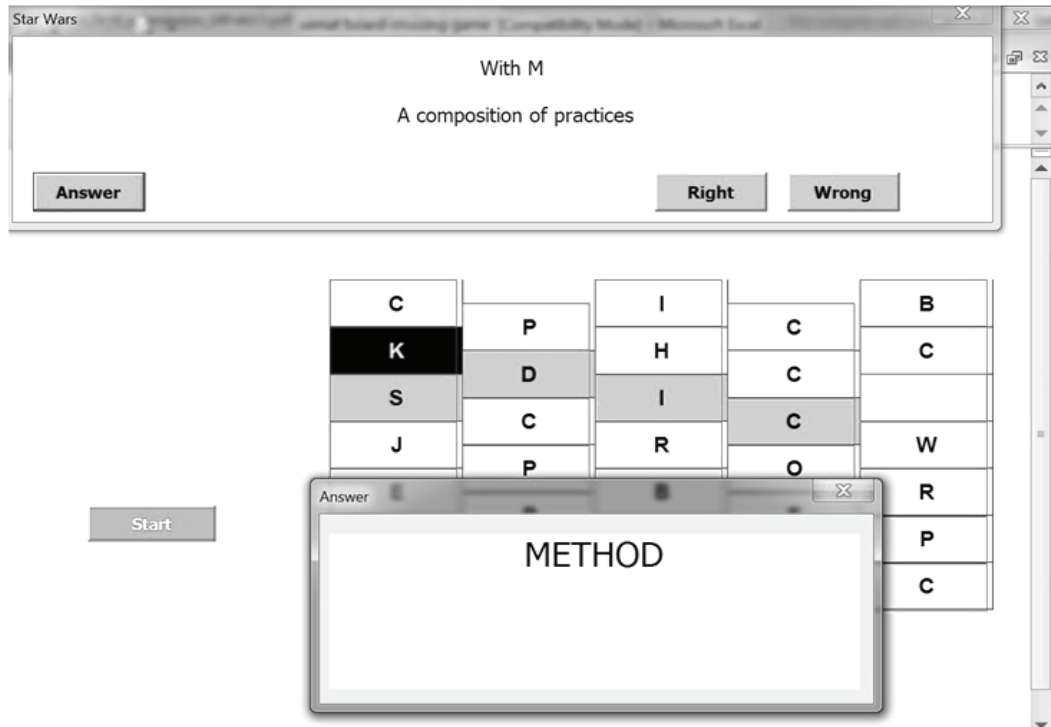 Star Wars
With M
A composition of practices
Answer
Right
Wrong
C
I
B
P
C
K
H
C
D
C
S
I
C
C
J
R
W
P
O
E
B
R
Answer
Start
P
METHOD
C